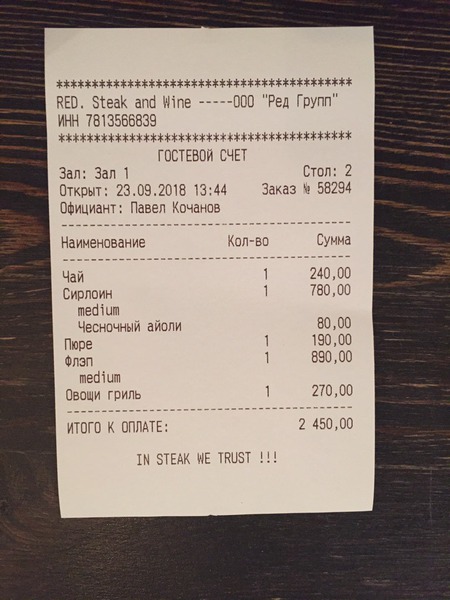 ****************************************
RED. Steak and Wine -----ООО "Ред Групп"
ИНН 7813566839
****************************************
ГОСТЕВОЙ СЧЕТ
Зал: Зал 1 Стол: 2
Открыт: 23.09.2018 13:44 Заказ № 58294
Официант: Павел Кочанов
----------------------------------------
Наименование Кол-во Сумма
----------------------------------------
Чай 1 240,00
Сирлоин 1 780,00
medium
Чесночный айоли 80,00
Пюре 1 190,00
Флэп 1 890,00
medium
Овощи гриль 1 270,00
----------------------------------------
ИТОГО К ОПЛАТЕ: 2 450,00
IN STEAK WE TRUST !!!